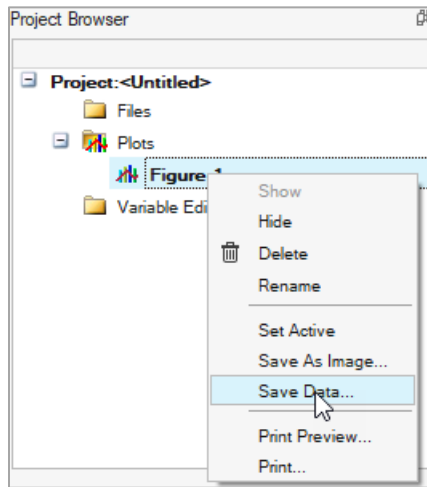 Project Browser
Project:<Untitled>
Files
Plots
Figure
Variable Edi
Show
Hide
Delete
Rename
Set Active
Save As Image...
Save Data...
Print Preview...
Print...